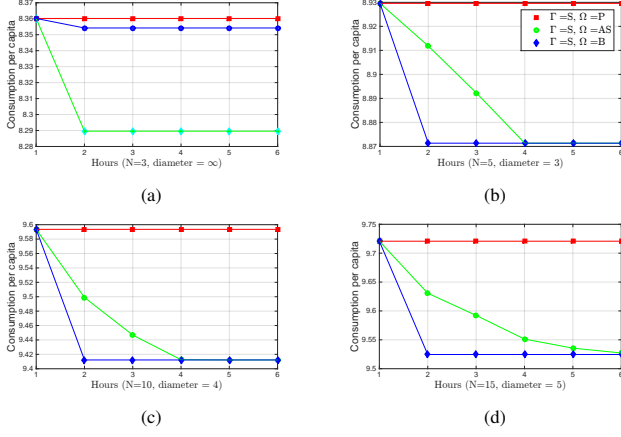 Consumption per capita
8.37
8.36
8.35
8.34
8.33
8.32
8.31
8.3
8.29
8.28
1 2 3 4 5 6
Hours (N=3, diameter = ∞)
(a)
Consumption per capita
8.93
8.92
8.91
8.9
8.89
8.88
8.87
1 2 3 4 5 6
Γ =S, Ω =P
Γ =S, Ω =AS
Γ =S, Ω =B
Hours (N=5, diameter = 3)
(b)
Consumption per capita
9.6
9.58
9.56
9.54
9.52
9.5
9.48
9.46
9.44
9.42
9.4
1 2 3 4 5 6
Hours (N=10, diameter = 4)
(c)
Consumption per capita
9.75
9.7
9.65
9.6
9.55
9.5
1 2 3 4 5 6
Hours (N=15, diameter = 5)
(d)